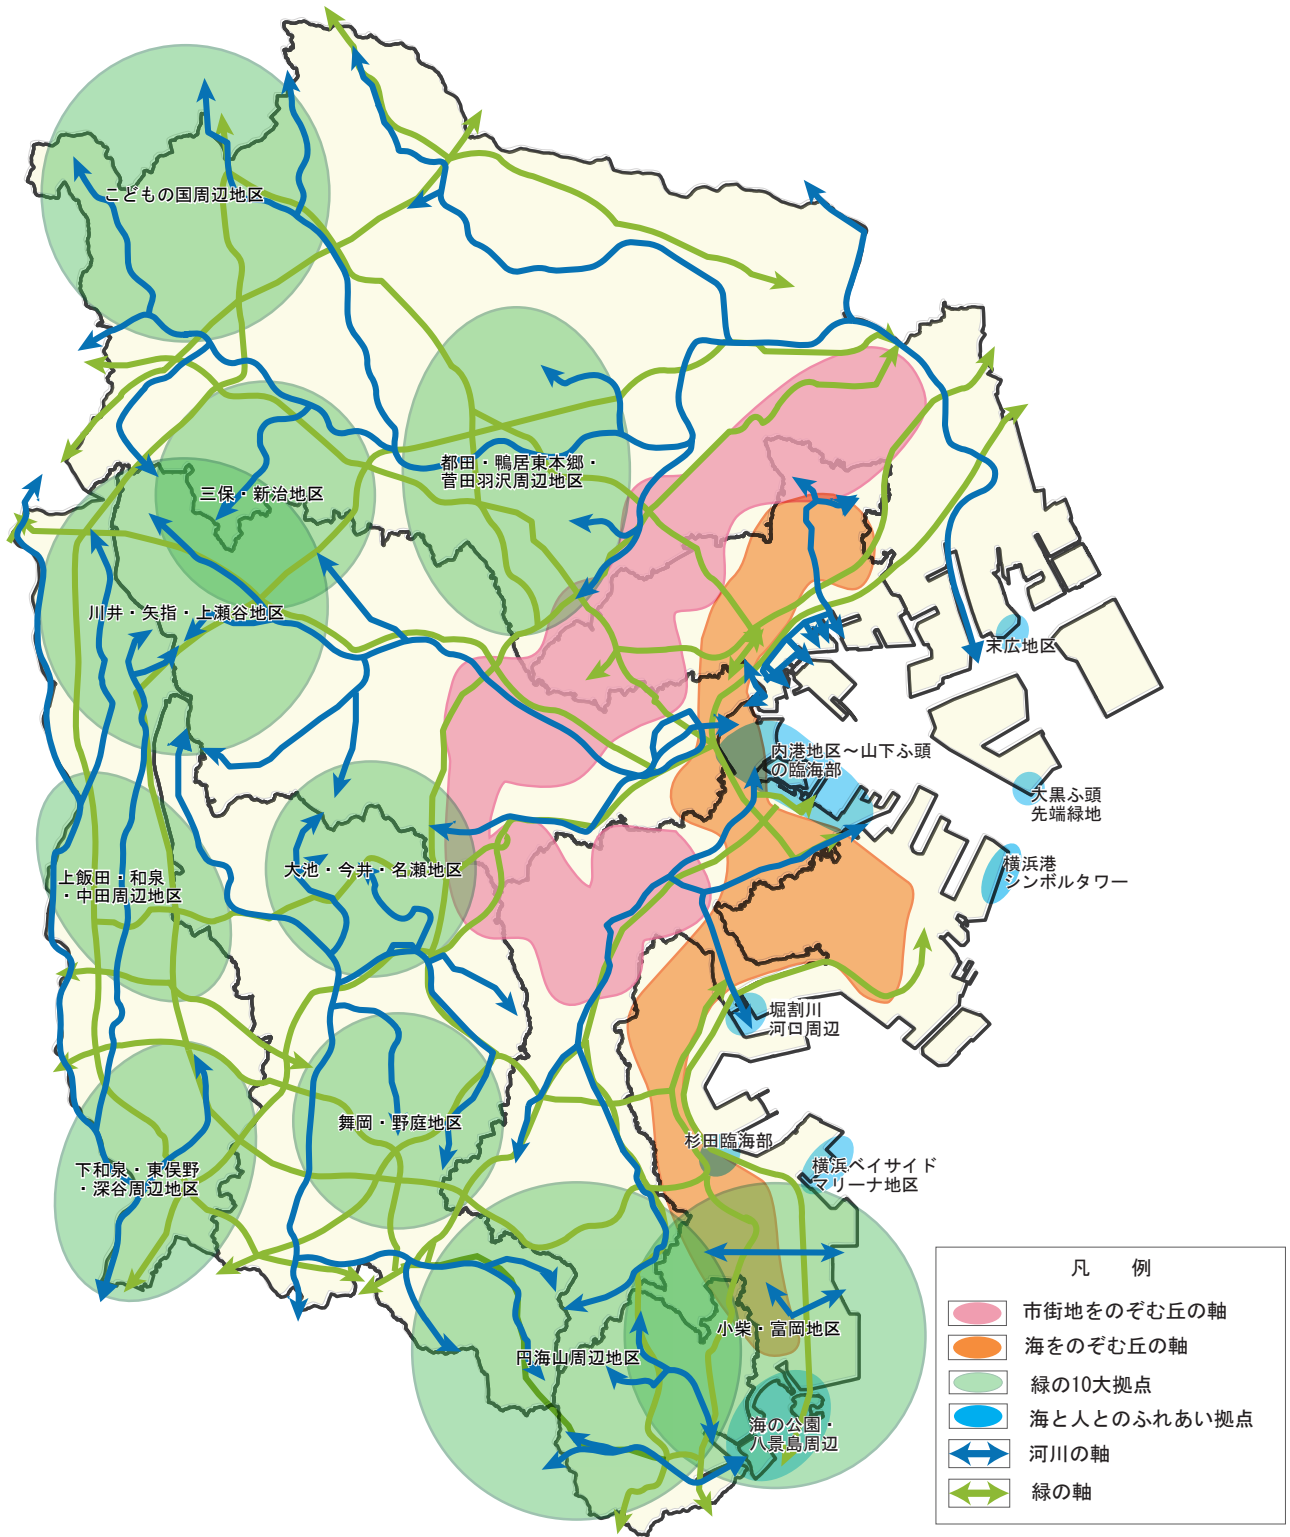 こどもの国周辺地区
都田・鴨居東本郷・
菅田羽沢周辺地区
三保・新治地区
川井・矢指・上瀬谷地区
末広地区
内港地区～山下ふ頭
の臨海部
大黒ふ頭
先端緑地
横浜港
シンボルタワー
大池・今井・名瀬地区
上飯田・和泉
・中田周辺地区
堀割川
河口周辺
舞岡・野庭地区
杉田臨海部
横浜ベイサイド
マリーナ地区
下和泉・東俣野
・深谷周辺地区
小柴・富岡地区
円海山周辺地区
海の公園・
八景島周辺
凡　例
市街地をのぞむ丘の軸
海をのぞむ丘の軸
緑の10大拠点
海と人とのふれあい拠点
河川の軸
緑の軸